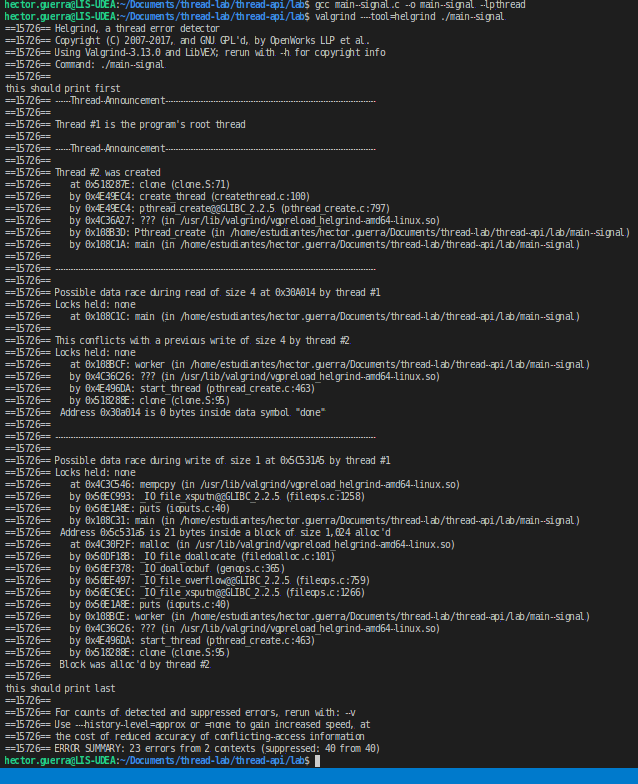 hector.guerra@LIS-UDEA:~/Documents/thread-lab/thread-api/lab$ gcc main-signal.c -o main-signal -lpthread
hector.guerra@LIS-UDEA:~/Documents/thread-lab/thread-api/lab$ valgrind --tool=helgrind ./main-signal
==15726== Helgrind, a thread error detector
==15726== Copyright (C) 2007-2017, and GNU GPL'd, by OpenWorks LLP et al.
==15726== Using Valgrind-3.13.0 and LibVEX; rerun with -h for copyright info
==15726== Command: ./main-signal
==15726==
this should print first
==15726== ---Thread-Announcement------------------------------------------
==15726==
==15726== Thread #1 is the program's root thread
==15726==
==15726== ---Thread-Announcement------------------------------------------
==15726==
==15726== Thread #2 was created
==15726==    at 0x518287E: clone (clone.S:71)
==15726==    by 0x4E49EC4: create_thread (createthread.c:100)
==15726==    by 0x4E49EC4: pthread_create@@GLIBC_2.2.5 (pthread_create.c:797)
==15726==    by 0x4C36A27: ??? (in /usr/lib/valgrind/vgpreload_helgrind-amd64-linux.so)
==15726==    by 0x108B3D: Pthread_create (in /home/estudiantes/hector.guerra/Documents/thread-lab/thread-api/lab/main-signal)
==15726==    by 0x108C1A: main (in /home/estudiantes/hector.guerra/Documents/thread-lab/thread-api/lab/main-signal)
==15726==
==15726== ----------------------------------------------------------------
==15726==
==15726== Possible data race during read of size 4 at 0x30A014 by thread #1
==15726== Locks held: none
==15726==    at 0x108C1C: main (in /home/estudiantes/hector.guerra/Documents/thread-lab/thread-api/lab/main-signal)
==15726==
==15726== This conflicts with a previous write of size 4 by thread #2
==15726== Locks held: none
==15726==    at 0x108BCF: worker (in /home/estudiantes/hector.guerra/Documents/thread-lab/thread-api/lab/main-signal)
==15726==    by 0x4C36C26: ??? (in /usr/lib/valgrind/vgpreload_helgrind-amd64-linux.so)
==15726==    by 0x4E496DA: start_thread (pthread_create.c:463)
==15726==    by 0x518288E: clone (clone.S:95)
==15726==  Address 0x30a014 is 0 bytes inside data symbol "done"
==15726==
==15726== ----------------------------------------------------------------
==15726==
==15726== Possible data race during write of size 1 at 0x5C531A5 by thread #1
==15726== Locks held: none
==15726==    at 0x4C3C546: mempcpy (in /usr/lib/valgrind/vgpreload_helgrind-amd64-linux.so)
==15726==    by 0x50EC993: _IO_file_xsputn@@GLIBC_2.2.5 (fileops.c:1258)
==15726==    by 0x50E1A8E: puts (ioputs.c:40)
==15726==    by 0x108C31: main (in /home/estudiantes/hector.guerra/Documents/thread-lab/thread-api/lab/main-signal)
==15726==  Address 0x5c531a5 is 21 bytes inside a block of size 1,024 alloc'd
==15726==    at 0x4C30F2F: malloc (in /usr/lib/valgrind/vgpreload_helgrind-amd64-linux.so)
==15726==    by 0x50DF18B: _IO_file_doallocate (filedoalloc.c:101)
==15726==    by 0x50EF378: _IO_doallocbuf (genops.c:365)
==15726==    by 0x50EE497: _IO_file_overflow@@GLIBC_2.2.5 (fileops.c:759)
==15726==    by 0x50EC9EC: _IO_file_xsputn@@GLIBC_2.2.5 (fileops.c:1266)
==15726==    by 0x50E1A8E: puts (ioputs.c:40)
==15726==    by 0x108BCE: worker (in /home/estudiantes/hector.guerra/Documents/thread-lab/thread-api/lab/main-signal)
==15726==    by 0x4C36C26: ??? (in /usr/lib/valgrind/vgpreload_helgrind-amd64-linux.so)
==15726==    by 0x4E496DA: start_thread (pthread_create.c:463)
==15726==    by 0x518288E: clone (clone.S:95)
==15726==  Block was alloc'd by thread #2
==15726==
this should print last
==15726==
==15726== For counts of detected and suppressed errors, rerun with: -v
==15726== Use --history-level=approx or =none to gain increased speed, at
==15726== the cost of reduced accuracy of conflicting-access information
==15726== ERROR SUMMARY: 23 errors from 2 contexts (suppressed: 40 from 40)
hector.guerra@LIS-UDEA:~/Documents/thread-lab/thread-api/lab$